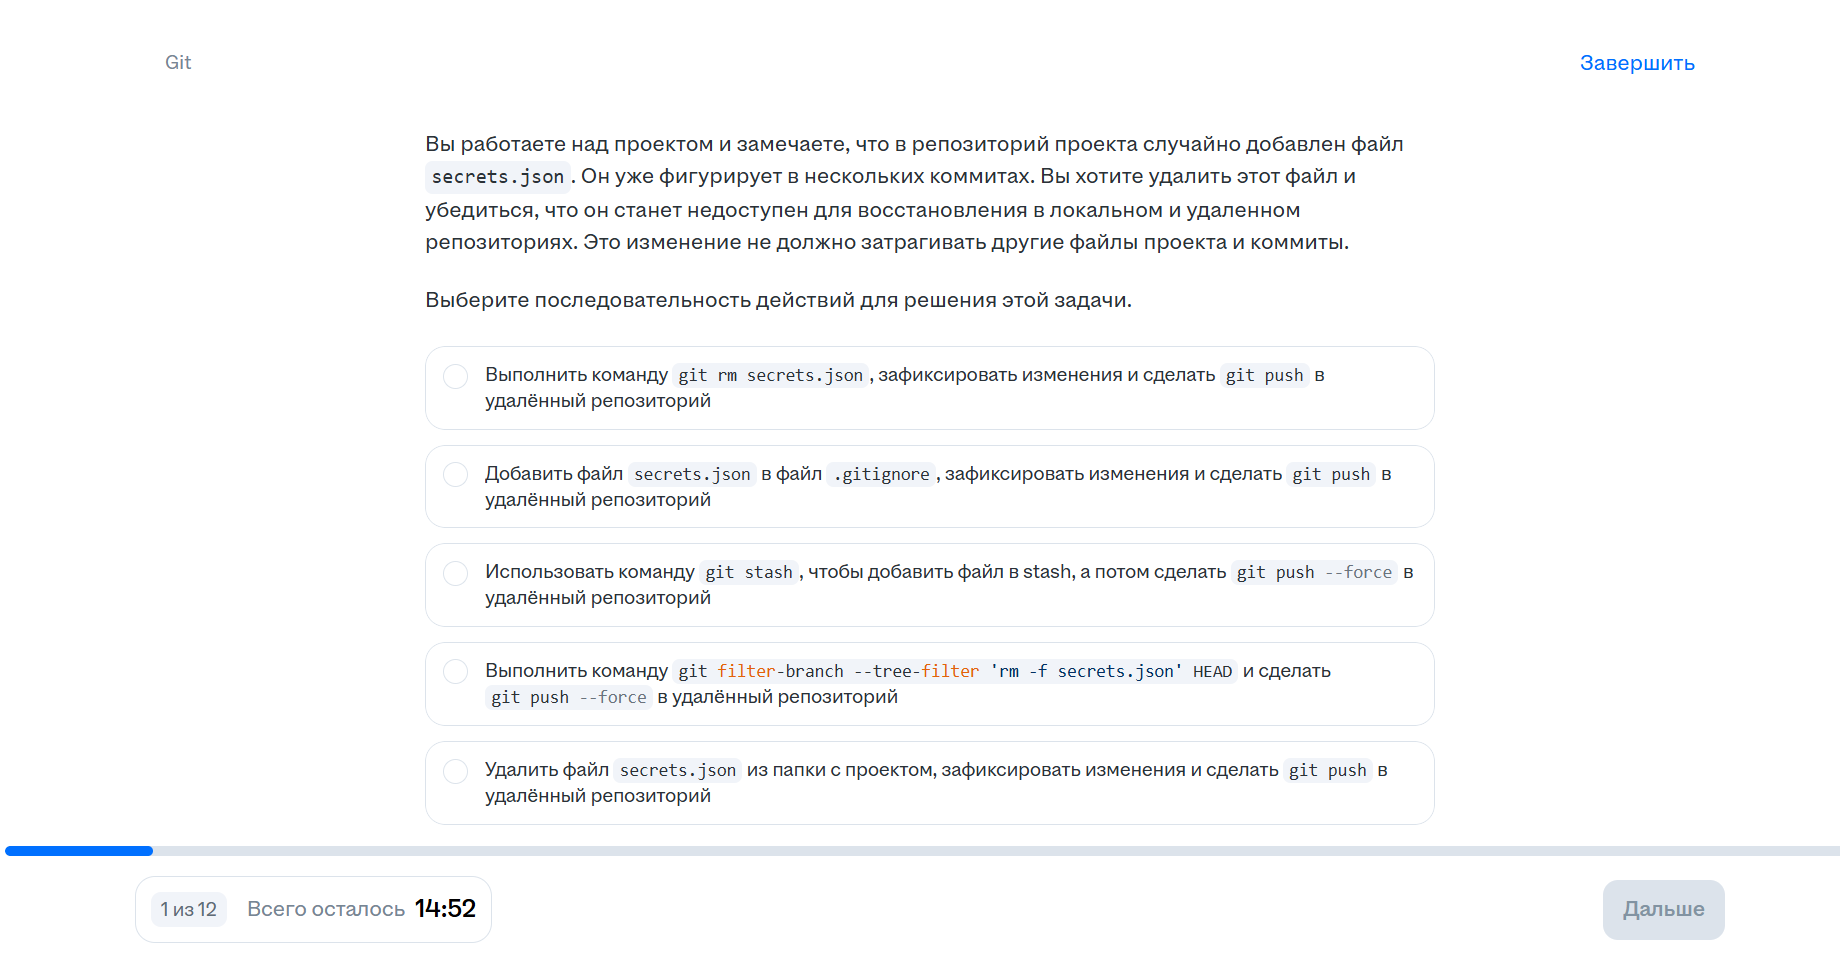 Git
Завершить
Вы работаете над проектом и замечаете, что в репозиторий проекта случайно добавлен файл
secrets.json. Он уже фигурирует в нескольких коммитах. Вы хотите удалить этот файл и
убедиться, что он станет недоступен для восстановления в локальном и удаленном
репозиториях. Это изменение не должно затрагивать другие файлы проекта и коммиты.
Выберите последовательность действий для решения этой задачи.
Выполнить команду git rm secrets.json, зафиксировать изменения и сделать git push в
удалённый репозиторий
Добавить файл secrets.json в файл .gitignore, зафиксировать изменения и сделать git push в
удалённый репозиторий
Использовать команду git stash, чтобы добавить файл в stash, а потом сделать git push --force в
удалённый репозиторий
Выполнить команду git filter-branch --tree-filter 'rm -f secrets.json' HEAD и сделать
git push --force в удалённый репозиторий
Удалить файл secrets.json из папки с проектом, зафиксировать изменения и сделать git push в
удалённый репозиторий
1 из 12
Всего осталось 14:52
Дальше